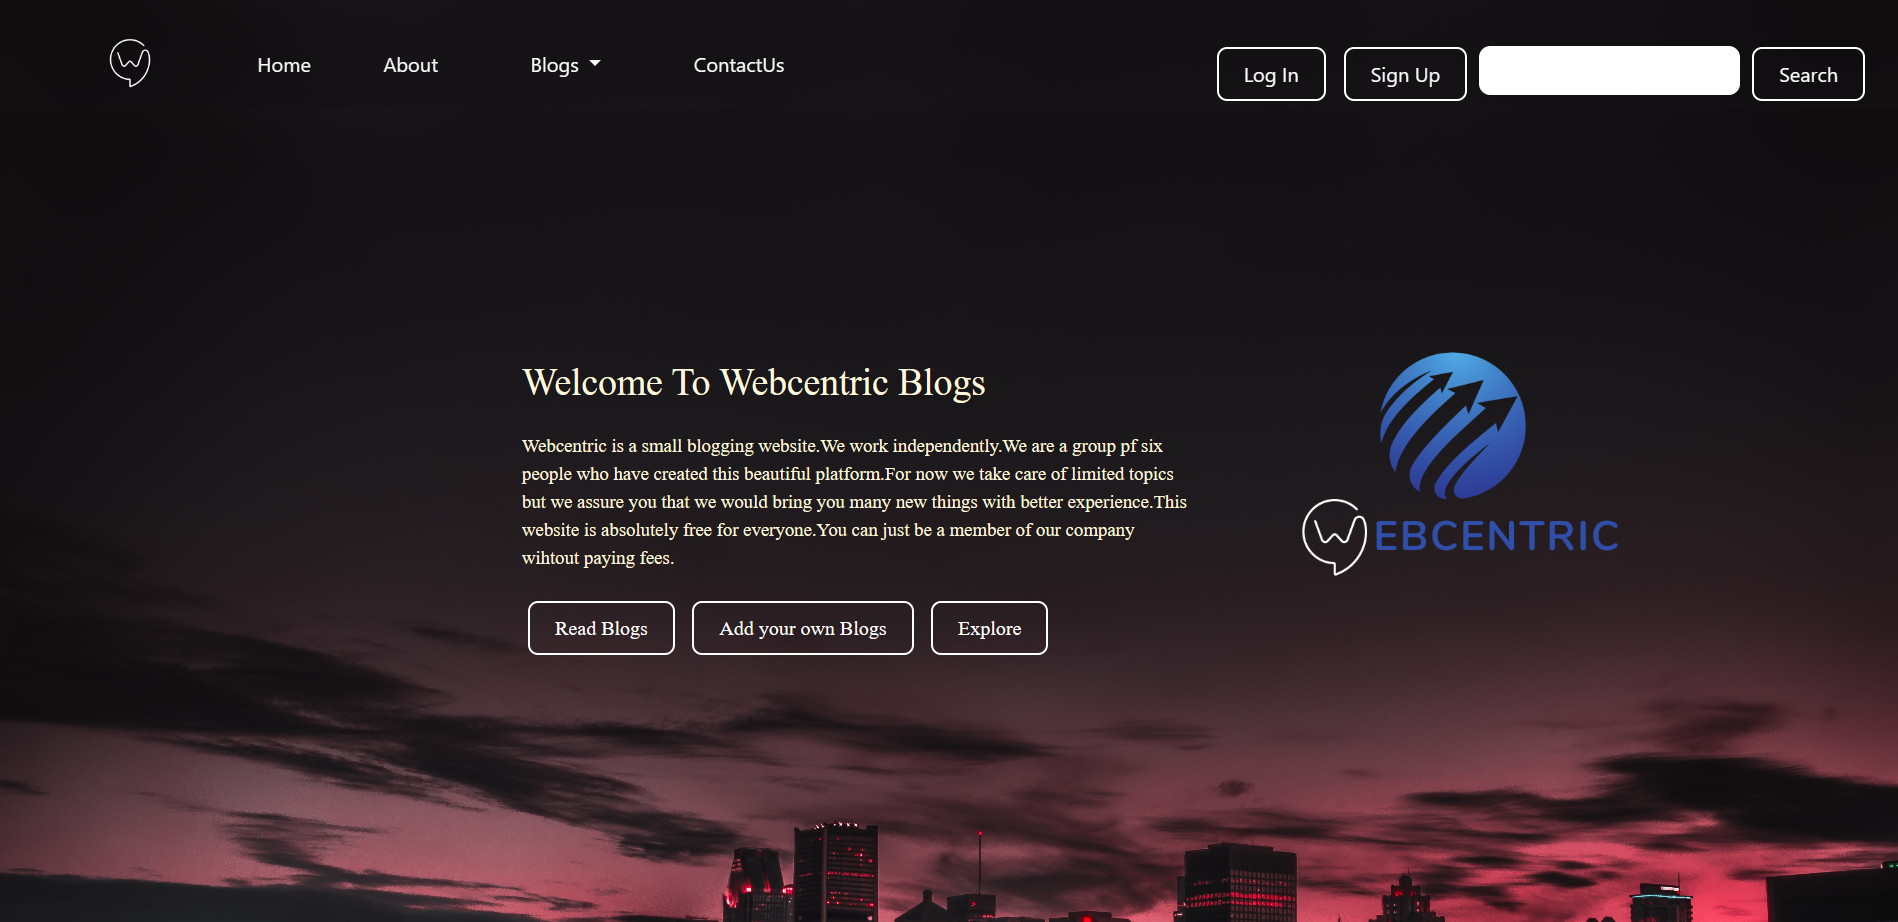 Home About Blogs ContactUs Log In Sign Up Search
Welcome To Webcentric Blogs
Webcentric is a small blogging website.We work independently.We are a group pf six
people who have created this beautiful platform.For now we take care of limited topics
but we assure you that we would bring you many new things with better experience.This
website is absolutely free for everyone.You can just be a member of our company
wihtout paying fees.
WEBCENTRIC
Read Blogs Add your own Blogs Explore